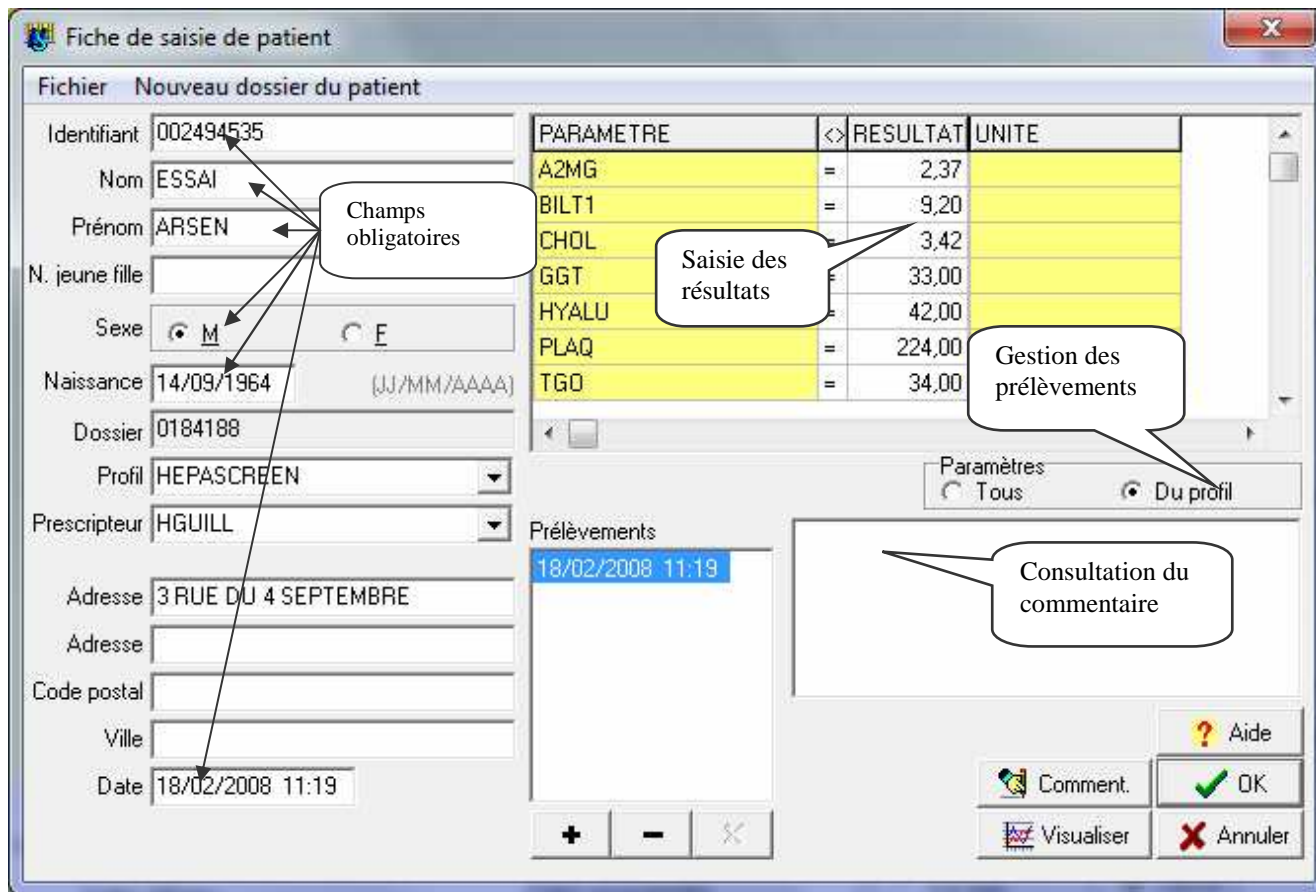 Fiche de saisie de patient
Fichier Nouveau dossier du patient
Identifiant 002494535
Nom ESSAI
Prénom ARSEN
N. jeune fille
Sexe M F
Naissance 14/09/1964 (JJ/MM/AAAA)
Dossier 0184188
Profil HEPASCREEN
Prescripteur HGUILL
Adresse 3 RUE DU 4 SEPTEMBRE
Adresse
Code postal
Ville
Date 18/02/2008 11:19
Champs
obligatoires
PARAMETRE <> RESULTAT UNITE
A2MG = 2,37
BILT1 = 9,20
CHOL = 3,42
GGT = 33,00
HYALU = 42,00
PLAQ = 224,00
TGO = 34,00
Saisie des
résultats
Gestion des
prélèvements
Paramètres
Tous Du profil
Prélèvements
18/02/2008 11:19
Consultation du
commentaire
+ −
? Aide
Comment. OK
Visualiser Annuler